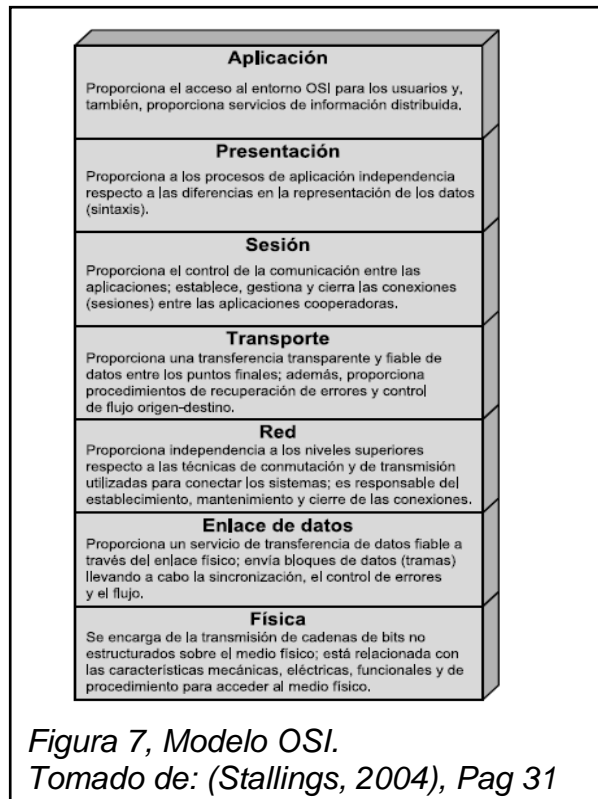 Aplicación
Proporciona el acceso al entorno OSI para los usuarios y,
también, proporciona servicios de información distribuida.
Presentación
Proporciona a los procesos de aplicación independencia
respecto a las diferencias en la representación de los datos
(sintaxis).
Sesión
Proporciona el control de la comunicación entre las
aplicaciones; establece, gestiona y cierra las conexiones
(sesiones) entre las aplicaciones cooperadoras.
Transporte
Proporciona una transferencia transparente y fiable de
datos entre los puntos finales; además, proporciona
procedimientos de recuperación de errores y control
de flujo origen-destino.
Red
Proporciona independencia a los niveles superiores
respecto a las técnicas de conmutación y de transmisión
utilizadas para conectar los sistemas; es responsable del
establecimiento, mantenimiento y cierre de las conexiones.
Enlace de datos
Proporciona un servicio de transferencia de datos fiable a
través del enlace físico; envía bloques de datos (tramas)
llevando a cabo la sincronización, el control de errores
y el flujo.
Física
Se encarga de la transmisión de cadenas de bits no
estructurados sobre el medio físico; está relacionada con
las características mecánicas, eléctricas, funcionales y de
procedimiento para acceder al medio físico.
Figura 7, Modelo OSI.
Tomado de: (Stallings, 2004), Pag 31